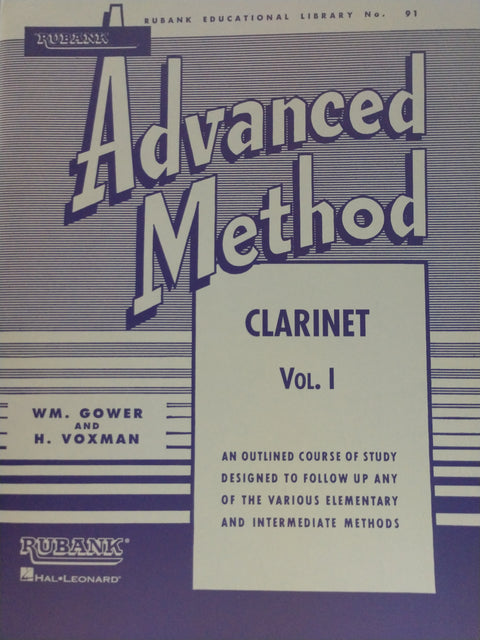 RUBANK EDUCATIONAL LIBRARY No. 91
RUBANK
Advanced
Method
CLARINET
VOL. I
WM. GOWER
AND
H. VOXMAN
AN OUTLINED COURSE OF STUDY
DESIGNED TO FOLLOW UP ANY
OF THE VARIOUS ELEMENTARY
AND INTERMEDIATE METHODS
RUBANK®
HAL•LEONARD®